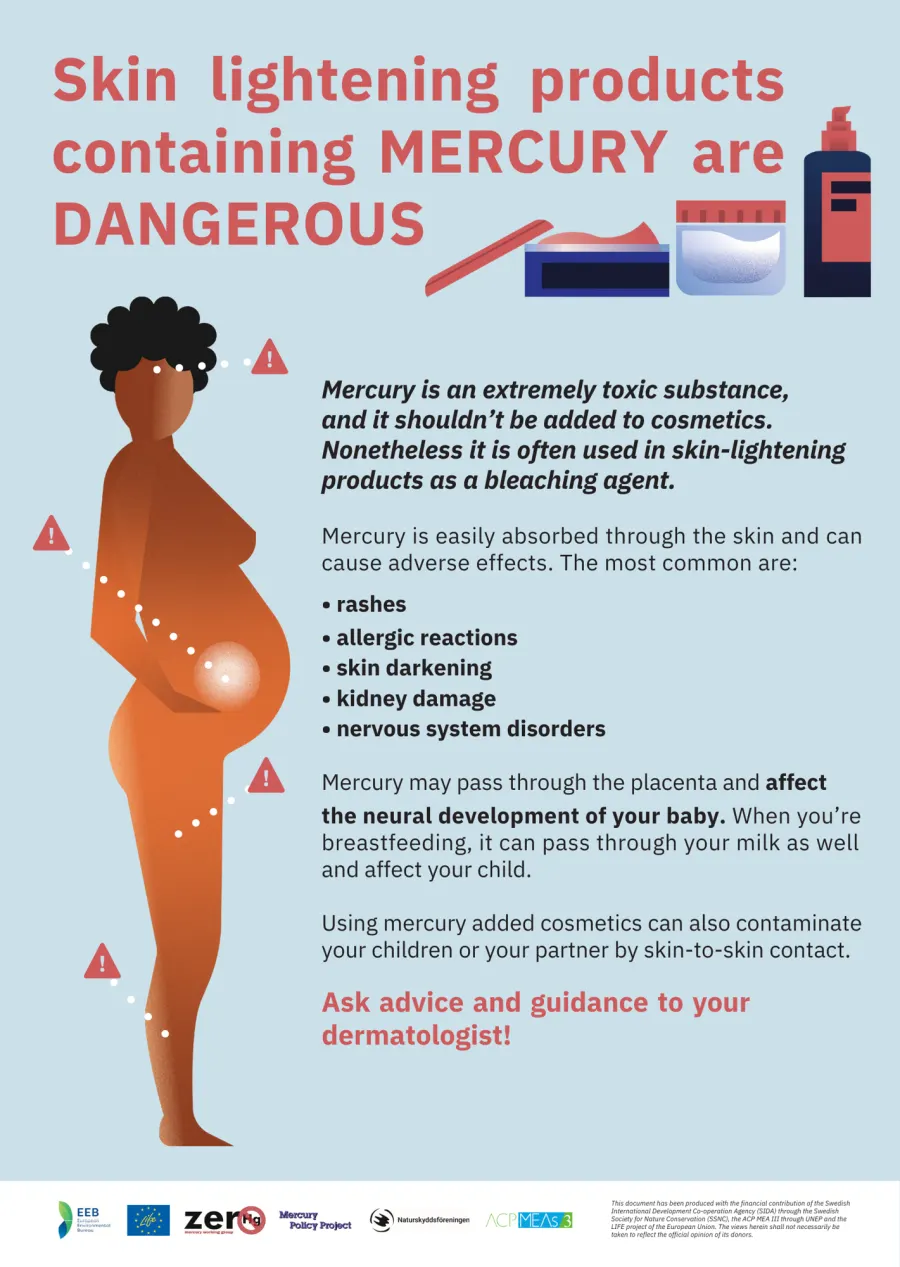 Skin lightening products
containing MERCURY are
DANGEROUS
Mercury is an extremely toxic substance,
and it shouldn't be added to cosmetics.
Nonetheless it is often used in skin-lightening
products as a bleaching agent.
Mercury is easily absorbed through the skin and can
cause adverse effects. The most common are:
• rashes
• allergic reactions
• skin darkening
• kidney damage
• nervous system disorders
Mercury may pass through the placenta and affect
the neural development of your baby. When you're
breastfeeding, it can pass through your milk as well
and affect your child.
Using mercury added cosmetics can also contaminate
your children or your partner by skin-to-skin contact.
Ask advice and guidance to your
dermatologist!
EEB
European
Environmental
Bureau
Life
zero Hg
mercury working group
Mercury
Policy Project
Naturskyddsföreningen
ACPMEAs 3
This document has been produced with the financial contribution of the Swedish
International Development Co-operation Agency (SIDA) through the Swedish
Society for Nature Conservation (SSNC), the ACP MEA III through UNEP and the
LIFE project of the European Union. The views herein shall not necessarily be
taken to reflect the official opinion of its donors.